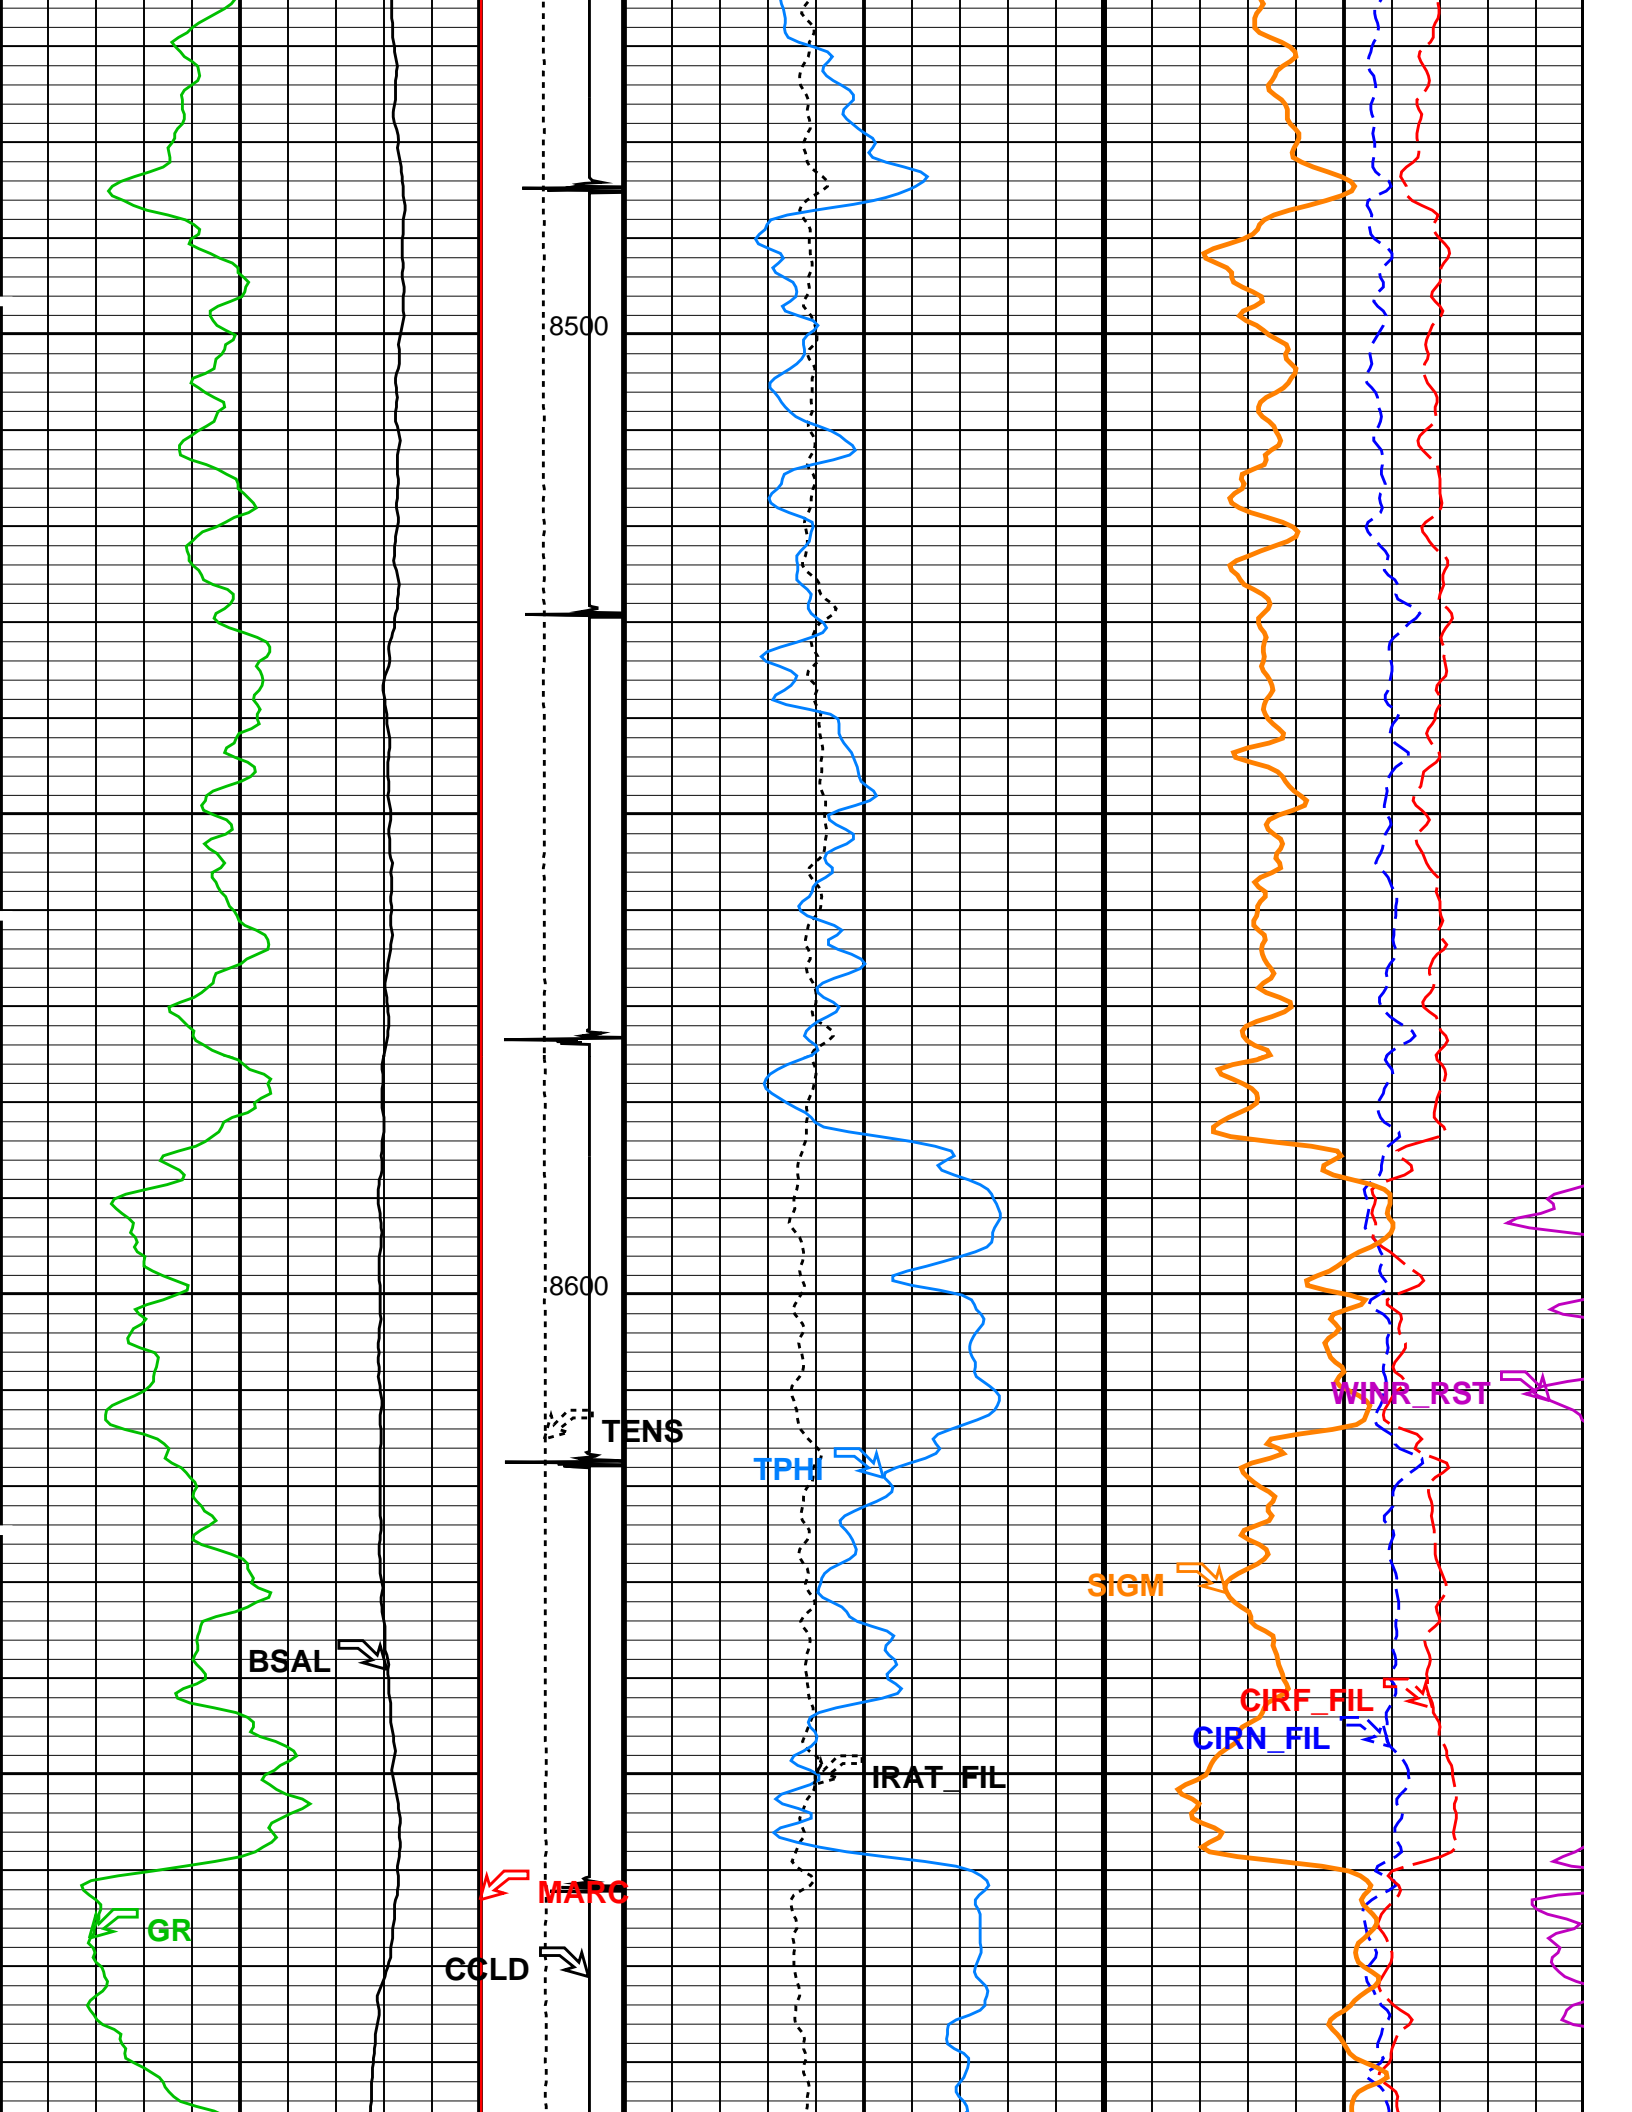 8500
8600
WINR_RST
TENS
TPHI
SIGM
BSAL
CIRF_FIL
CIRN_FIL
IRAT_FIL
MARC
GR
CCLD